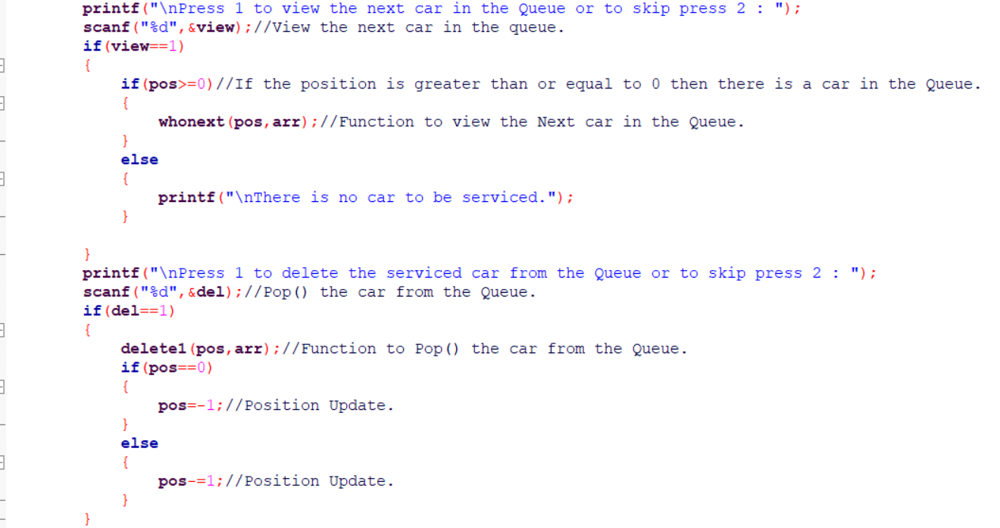 printf("\nPress 1 to view the next car in the Queue or to skip press 2 : ");
scanf("%d",&view);//View the next car in the queue.
if(view==1)
{
if(pos>=0)//If the position is greater than or equal to 0 then there is a car in the Queue.
{
whonext(pos,arr);//Function to view the Next car in the Queue.
}
else
{
printf("\nThere is no car to be serviced.");
}
}
printf("\nPress 1 to delete the serviced car from the Queue or to skip press 2 : ");
scanf("%d",&del);//Pop() the car from the Queue.
if(del==1)
{
delete1(pos,arr);//Function to Pop() the car from the Queue.
if(pos==0)
{
pos=-1;//Position Update.
}
else
{
pos-=1;//Position Update.
}
}